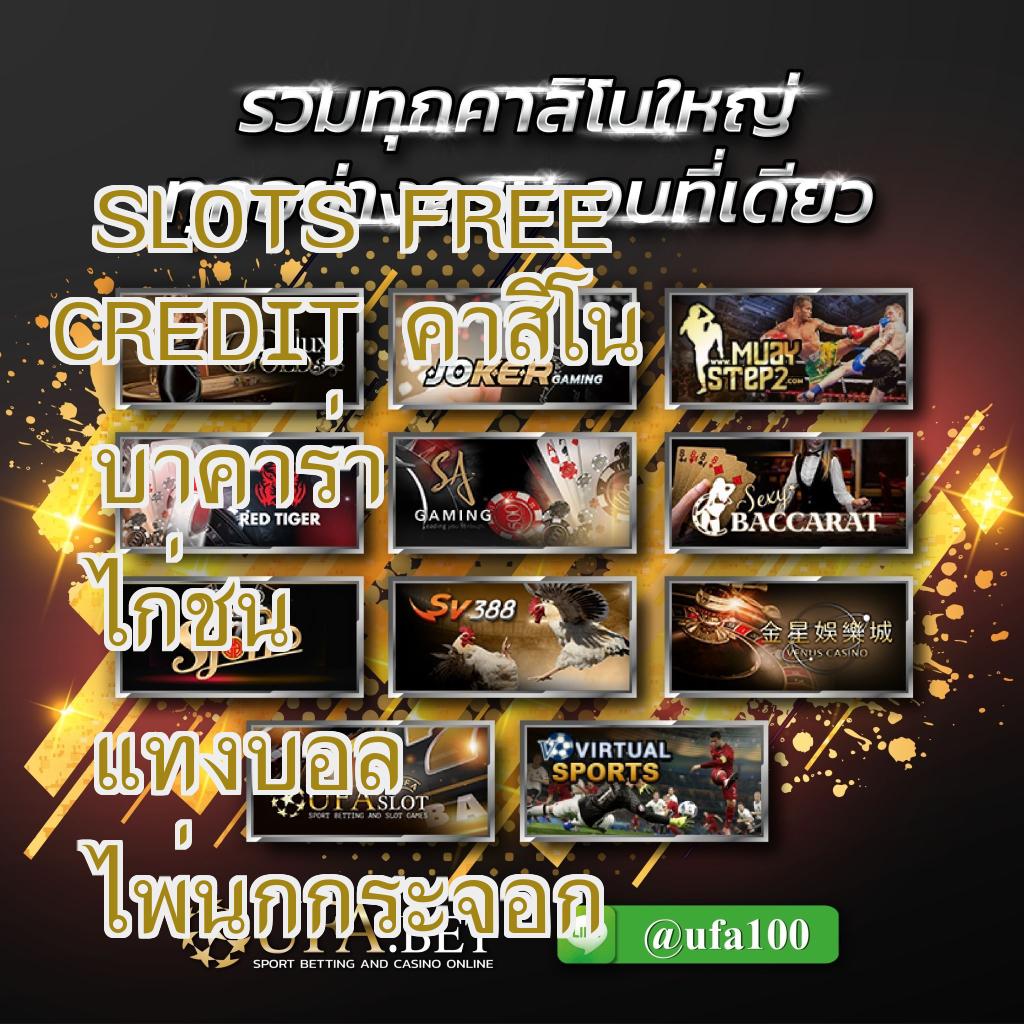 รวมทุกคาสิโนใหญ่
ที่เดียว
SLOTS FREE
CREDIT คาสิโน
JOKER GAMING
WWW.MUAY
STEP2.COM
บาคาร่า
RED TIGER
SA
GAMING
Sexy
BACCARAT
ไก่ชน
SV388
金星娱樂城
VENUS CASINO
แทงบอล
UFASLOT
SPORT BETTING AND SLOT GAMES
VIRTUAL
SPORTS
ไพ่นกกระจอก
UFA.BET
SPORT BETTING AND CASINO ONLINE
@ufa100